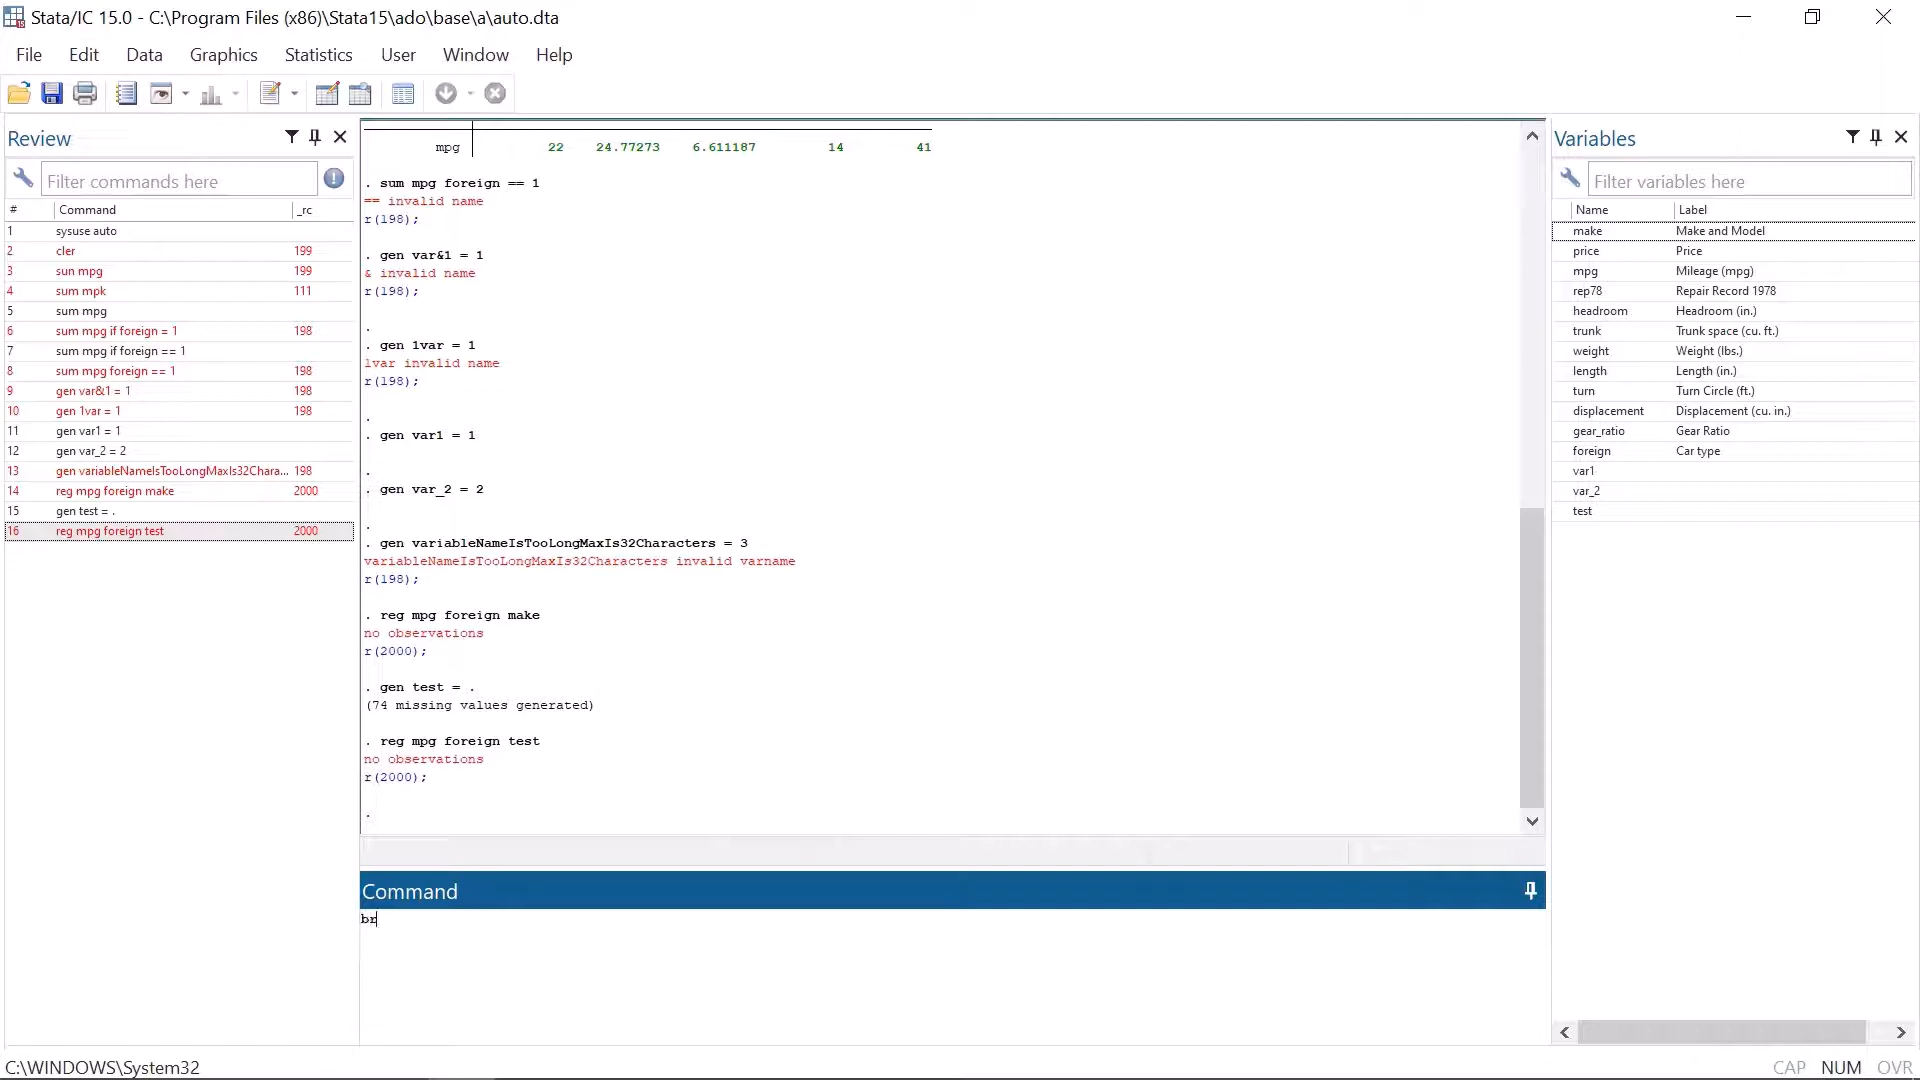 Stata/IC 15.0 - C:\Program Files (x86)\Stata15\ado\base\a\auto.dta
File Edit Data Graphics Statistics User Window Help
Review
Filter commands here
# Command _rc
1 sysuse auto
2 cler 199
3 sun mpg 199
4 sum mpk 111
5 sum mpg
6 sum mpg if foreign = 1 198
7 sum mpg if foreign == 1
8 sum mpg foreign == 1 198
9 gen var&1 = 1 198
10 gen 1var = 1 198
11 gen var1 = 1
12 gen var_2 = 2
13 gen variableNameIsTooLongMaxIs32Chara... 198
14 reg mpg foreign make 2000
15 gen test = .
16 reg mpg foreign test 2000
mpg 22 24.77273 6.611187 14 41
. sum mpg foreign == 1
== invalid name
r(198);
. gen var&1 = 1
& invalid name
r(198);
.
. gen 1var = 1
1var invalid name
r(198);
.
. gen var1 = 1
.
. gen var_2 = 2
.
. gen variableNameIsTooLongMaxIs32Characters = 3
variableNameIsTooLongMaxIs32Characters invalid varname
r(198);
. reg mpg foreign make
no observations
r(2000);
. gen test = .
(74 missing values generated)
. reg mpg foreign test
no observations
r(2000);
.
Command
br
Variables
Filter variables here
Name Label
make Make and Model
price Price
mpg Mileage (mpg)
rep78 Repair Record 1978
headroom Headroom (in.)
trunk Trunk space (cu. ft.)
weight Weight (lbs.)
length Length (in.)
turn Turn Circle (ft.)
displacement Displacement (cu. in.)
gear_ratio Gear Ratio
foreign Car type
var1
var_2
test
C:\WINDOWS\System32
CAP NUM OVR